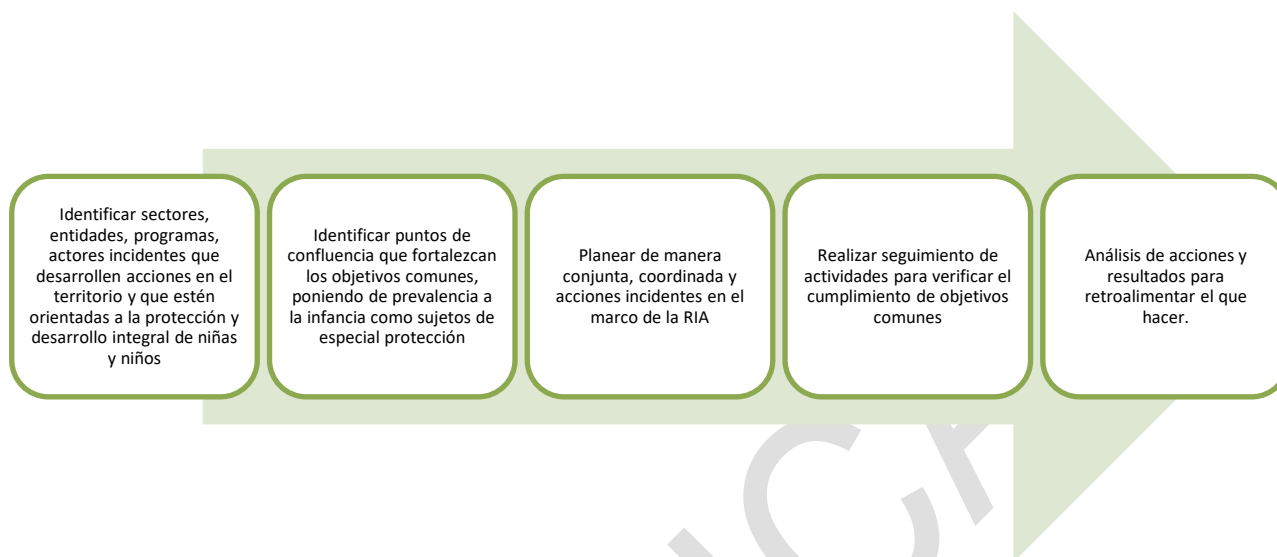 Identificar sectores,
entidades, programas,
actores incidentes que
desarrollen acciones en el
territorio y que estén
orientadas a la protección y
desarrollo integral de niñas
y niños
Identificar puntos de
confluencia que fortalezcan
los objetivos comunes,
poniendo de prevalencia a
la infancia como sujetos de
especial protección
Planear de manera
conjunta, coordinada y
acciones incidentes en el
marco de la RIA
Realizar seguimiento de
actividades para verificar el
cumplimiento de objetivos
comunes
Análisis de acciones y
resultados para
retroalimentar el que
hacer.